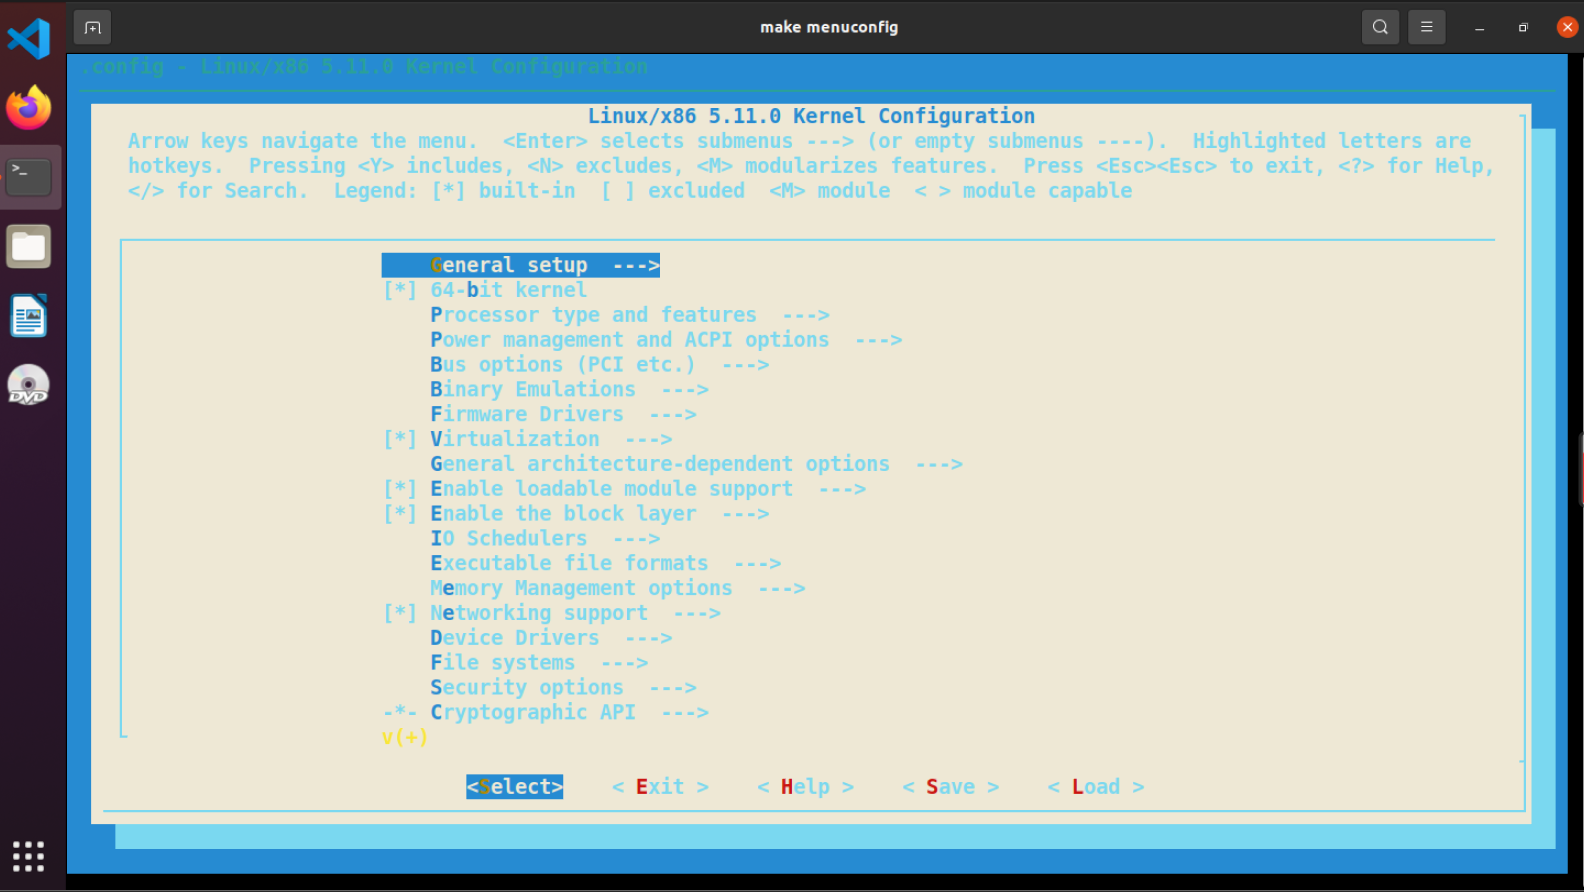 make menuconfig
.config - Linux/x86 5.11.0 Kernel Configuration
Linux/x86 5.11.0 Kernel Configuration
Arrow keys navigate the menu.  <Enter> selects submenus ---> (or empty submenus ----).  Highlighted letters are
hotkeys.  Pressing <Y> includes, <N> excludes, <M> modularizes features.  Press <Esc><Esc> to exit, <?> for Help,
</> for Search.  Legend: [*] built-in  [ ] excluded  <M> module  < > module capable
General setup  --->
[*] 64-bit kernel
Processor type and features  --->
Power management and ACPI options  --->
Bus options (PCI etc.)  --->
Binary Emulations  --->
Firmware Drivers  --->
[*] Virtualization  --->
General architecture-dependent options  --->
[*] Enable loadable module support  --->
[*] Enable the block layer  --->
IO Schedulers  --->
Executable file formats  --->
Memory Management options  --->
[*] Networking support  --->
Device Drivers  --->
File systems  --->
Security options  --->
-*- Cryptographic API  --->
v(+)
<Select>    < Exit >    < Help >    < Save >    < Load >
>_
DVD